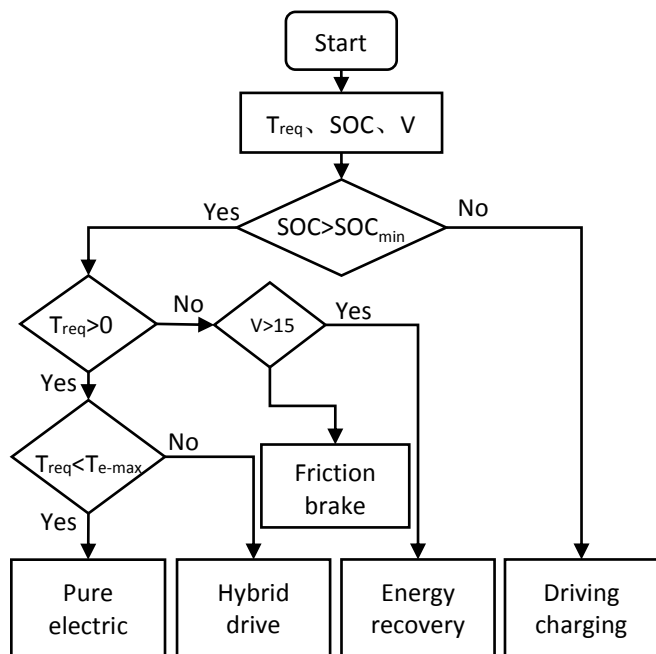 Start
Treq、SOC、V
Yes
No
SOC>SOCmin
No
Yes
Treq>0
V>15
Yes
No
Treq<Te-max
Friction
brake
Yes
Pure
electric
Hybrid
drive
Energy
recovery
Driving
charging